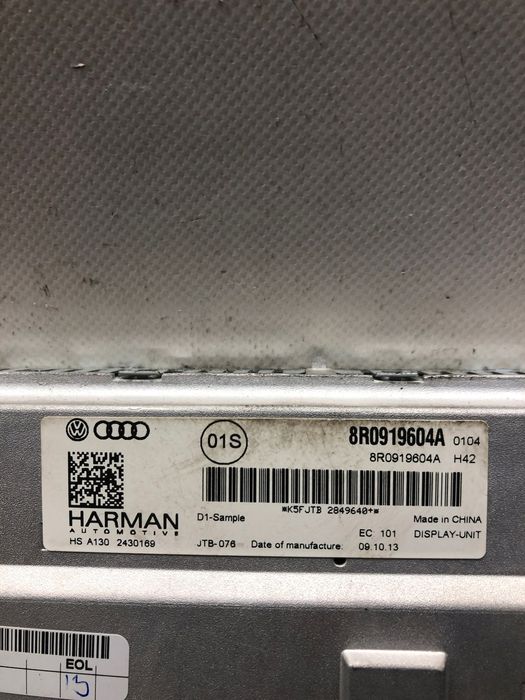 01S
8R0919604A 0104
8R0919604A H42
*K5FJTB 2849640+*
HARMAN
AUTOMOTIVE
D1-Sample
Made in CHINA
EC 101 DISPLAY-UNIT
HS A130 2430169
JTB-076 Date of manufacture: 09.10.13
EOL
13